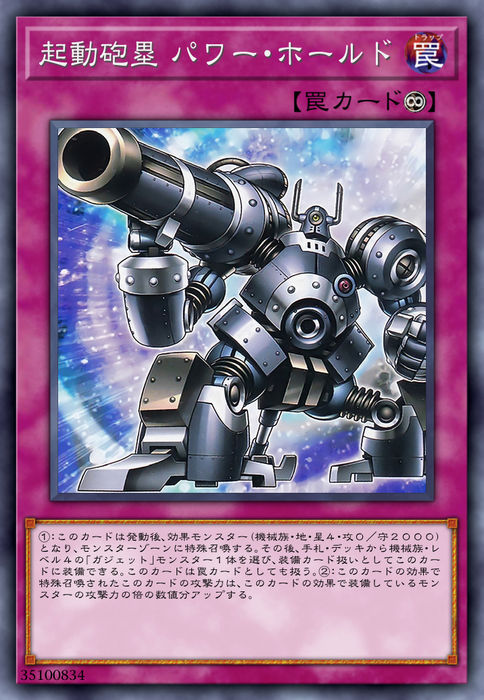 起動砲塁 パワー・ホールド
トラップ
罠
【罠カード】
①:このカードは発動後、効果モンスター(機械族・地・星4・攻0/守2000)
となり、モンスターゾーンに特殊召喚する。その後、手札・デッキから機械族・レ
ベル4の「ガジェット」モンスター1体を選び、装備カード扱いとしてこのカー
ドに装備できる。このカードは罠カードとしても扱う。②:このカードの効果で
特殊召喚されたこのカードの攻撃力は、このカードの効果で装備しているモン
スターの攻撃力の倍の数値分アップする。
35100834